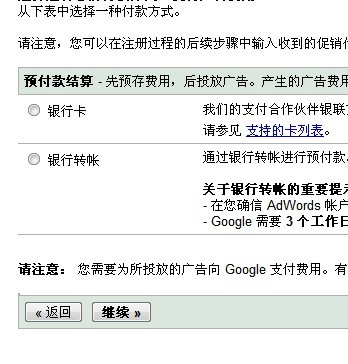 从下表中选择一种付款方式。
请注意，您可以在注册过程的后续步骤中输入收到的促销
预付款结算 - 先预存费用，后投放广告。产生的广告费用
银行卡 我们的支付合作伙伴银联
请参见 支持的卡列表。
银行转帐 通过银行转帐进行预付款
关于银行转帐的重要提示
- 在您确信 AdWords 帐户
- Google 需要 3 个工作日
请注意： 您需要为所投放的广告向 Google 支付费用。有
« 返回 继续 »